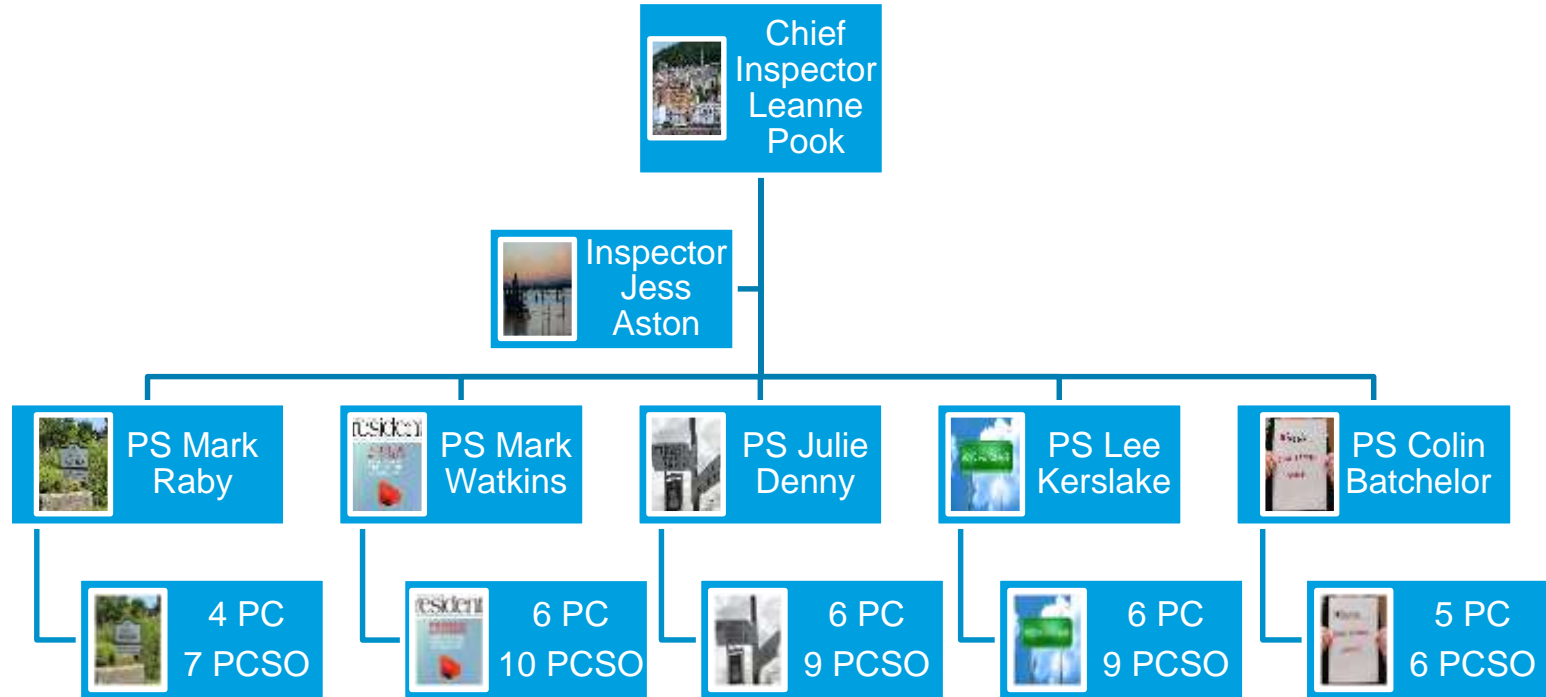 Chief
Inspector
Leanne
Pook
Inspector
Jess
Aston
PS Mark
Raby
resident
PS Mark
Watkins
PS Julie
Denny
PS Lee
Kerslake
PS Colin
Batchelor
4 PC
7 PCSO
resident
6 PC
10 PCSO
6 PC
9 PCSO
6 PC
9 PCSO
5 PC
6 PCSO